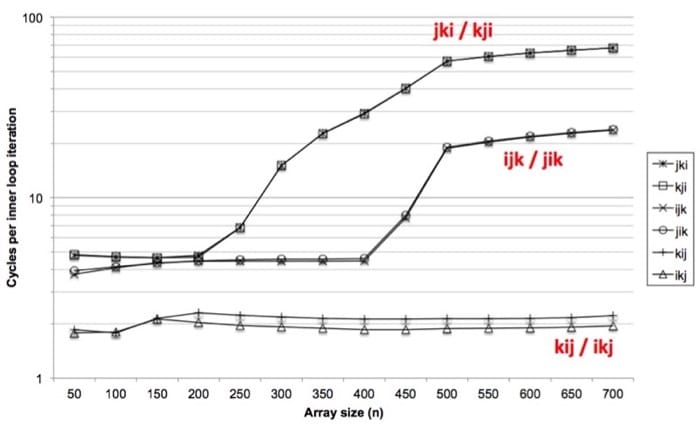 100
jki / kji
ijk / jik
10
Cycles per inner loop iteration
jki
kji
ijk
jik
kij
ikj
kij / ikj
1
50 100 150 200 250 300 350 400 450 500 550 600 650 700
Array size (n)